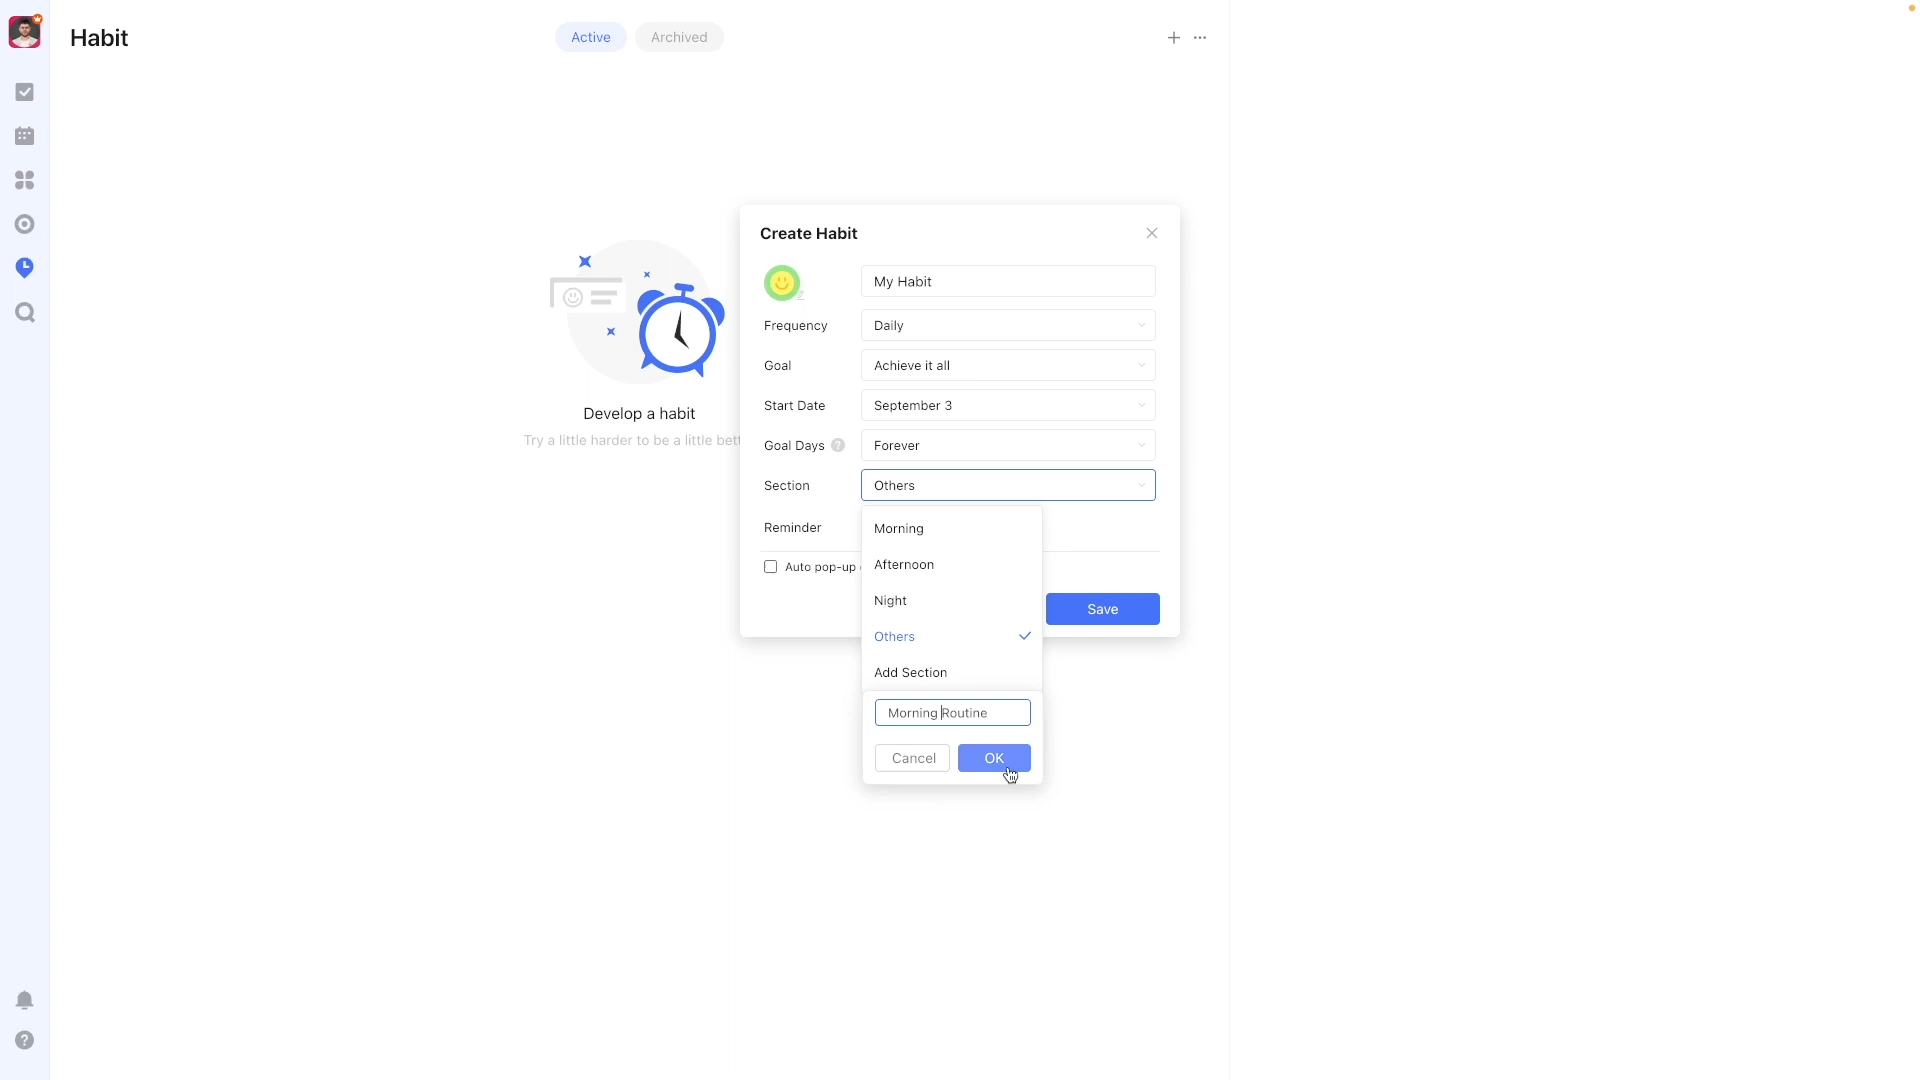 Habit
Active
Archived
Develop a habit
Try a little harder to be a little bett
Create Habit
My Habit
Frequency
Daily
Goal
Achieve it all
Start Date
September 3
Goal Days ?
Forever
Section
Others
Reminder
Morning
Afternoon
Night
Others
Add Section
Auto pop-up
Save
Morning Routine
Cancel
OK
?